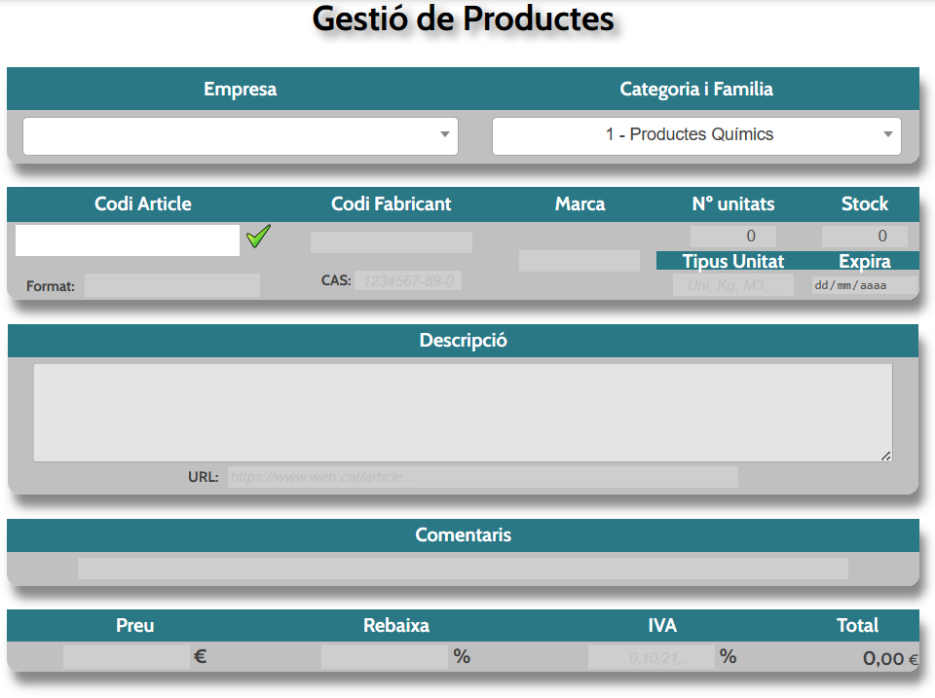 Gestió de Productes
Empresa Categoria i Familia
1 - Productes Químics
Codi Article Codi Fabricant Marca Nº unitats Stock
0 0
Tipus Unitat Expira
Format: CAS: 1234567-89-0 Uni, Kg, M3,... dd/mm/aaaa
Descripció
URL: https://www.web.cat/article...
Comentaris
Preu Rebaixa IVA Total
€ % 0,10,21,... % 0,00 €